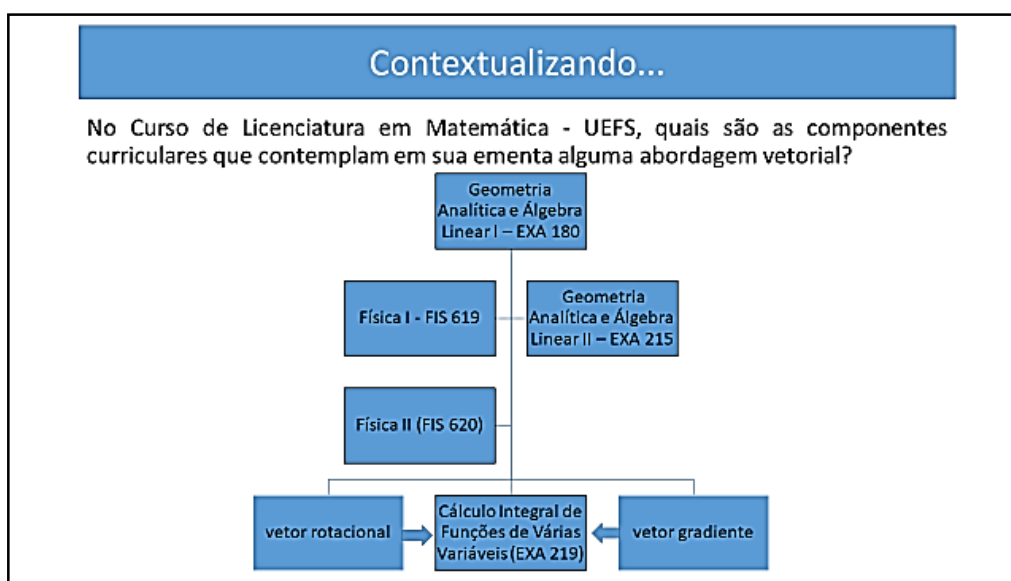 Contextualizando...
No Curso de Licenciatura em Matemática - UEFS, quais são as componentes
curriculares que contemplam em sua ementa alguma abordagem vetorial?
Geometria
Analítica e Álgebra
Linear I – EXA 180
Física I - FIS 619
Geometria
Analítica e Álgebra
Linear II – EXA 215
Física II (FIS 620)
vetor rotacional
Cálculo Integral de
Funções de Várias
Variáveis (EXA 219)
vetor gradiente